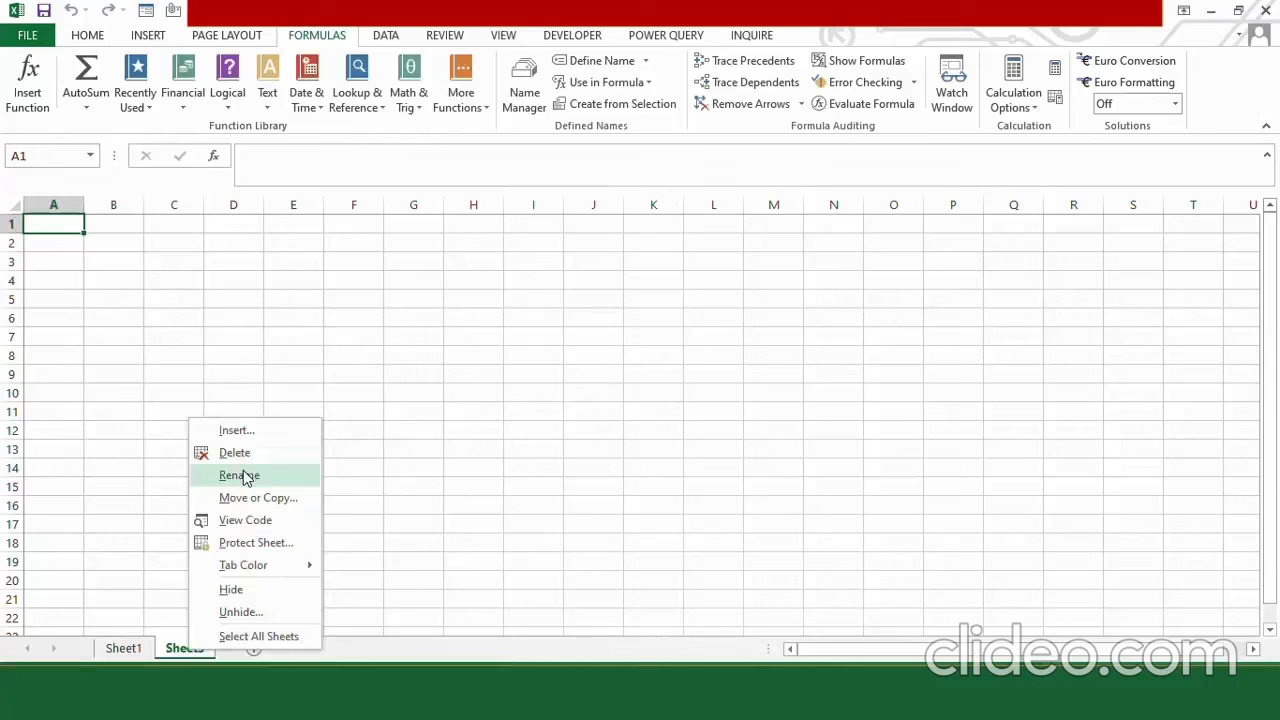 FILE HOME INSERT PAGE LAYOUT FORMULAS DATA REVIEW VIEW DEVELOPER POWER QUERY INQUIRE
fx Insert Function
Σ AutoSum
Recently Used
Financial
Logical
Text
Date & Time
Lookup & Reference
Math & Trig
More Functions
Function Library
Name Manager
Define Name
Use in Formula
Create from Selection
Defined Names
Trace Precedents
Trace Dependents
Remove Arrows
Show Formulas
Error Checking
Evaluate Formula
Formula Auditing
Watch Window
Calculation Options
Calculation
Euro Conversion
Euro Formatting
Off
Solutions
A1 fx
A B C D E F G H I J K L M N O P Q R S T U
1
2
3
4
5
6
7
8
9
10
11
12
13
14
15
16
17
18
19
20
21
22
Insert...
Delete
Rename
Move or Copy...
View Code
Protect Sheet...
Tab Color
Hide
Unhide...
Select All Sheets
Sheet1
clideo.com